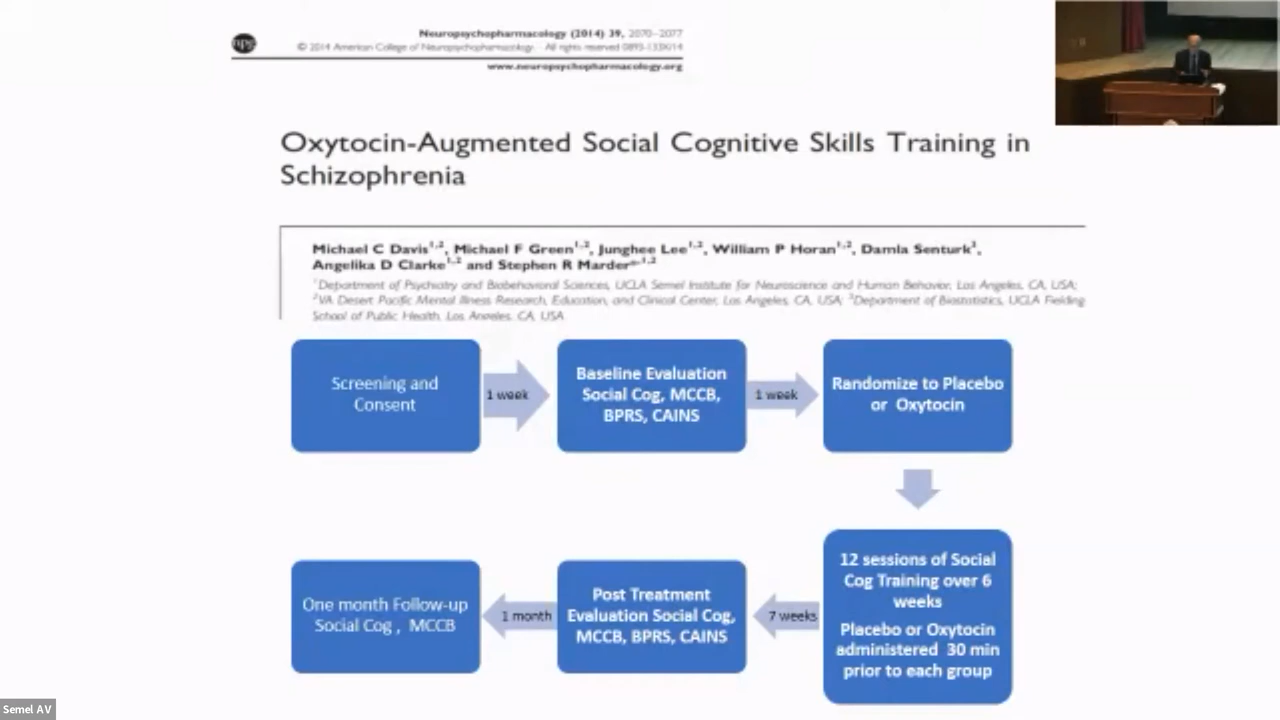 npg
Neuropsychopharmacology (2014) 39, 2070–2077
© 2014 American College of Neuropsychopharmacology. All rights reserved 0893-133X/14
www.neuropsychopharmacology.org
Oxytocin-Augmented Social Cognitive Skills Training in
Schizophrenia
Michael C Davis1,2, Michael F Green1,2, Junghee Lee1,2, William P Horan1,2, Damla Senturk3,
Angelika D Clarke1,2 and Stephen R Marder*,1,2
1Department of Psychiatry and Biobehavioral Sciences, UCLA Semel Institute for Neuroscience and Human Behavior, Los Angeles, CA, USA;
2VA Desert Pacific Mental Illness Research, Education, and Clinical Center, Los Angeles, CA, USA; 3Department of Biostatistics, UCLA Fielding
School of Public Health, Los Angeles, CA, USA
Screening and
Consent
1 week
Baseline Evaluation
Social Cog, MCCB,
BPRS, CAINS
1 week
Randomize to Placebo
or Oxytocin
12 sessions of Social
Cog Training over 6
weeks
Placebo or Oxytocin
administered 30 min
prior to each group
7 weeks
Post Treatment
Evaluation Social Cog,
MCCB, BPRS, CAINS
1 month
One month Follow-up
Social Cog , MCCB
Semel AV